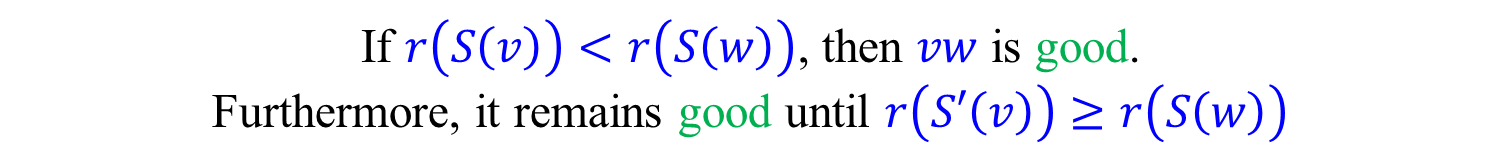 If r(S(v)) < r(S(w)), then vw is good.
Furthermore, it remains good until r(S′(v)) ≥ r(S(w))